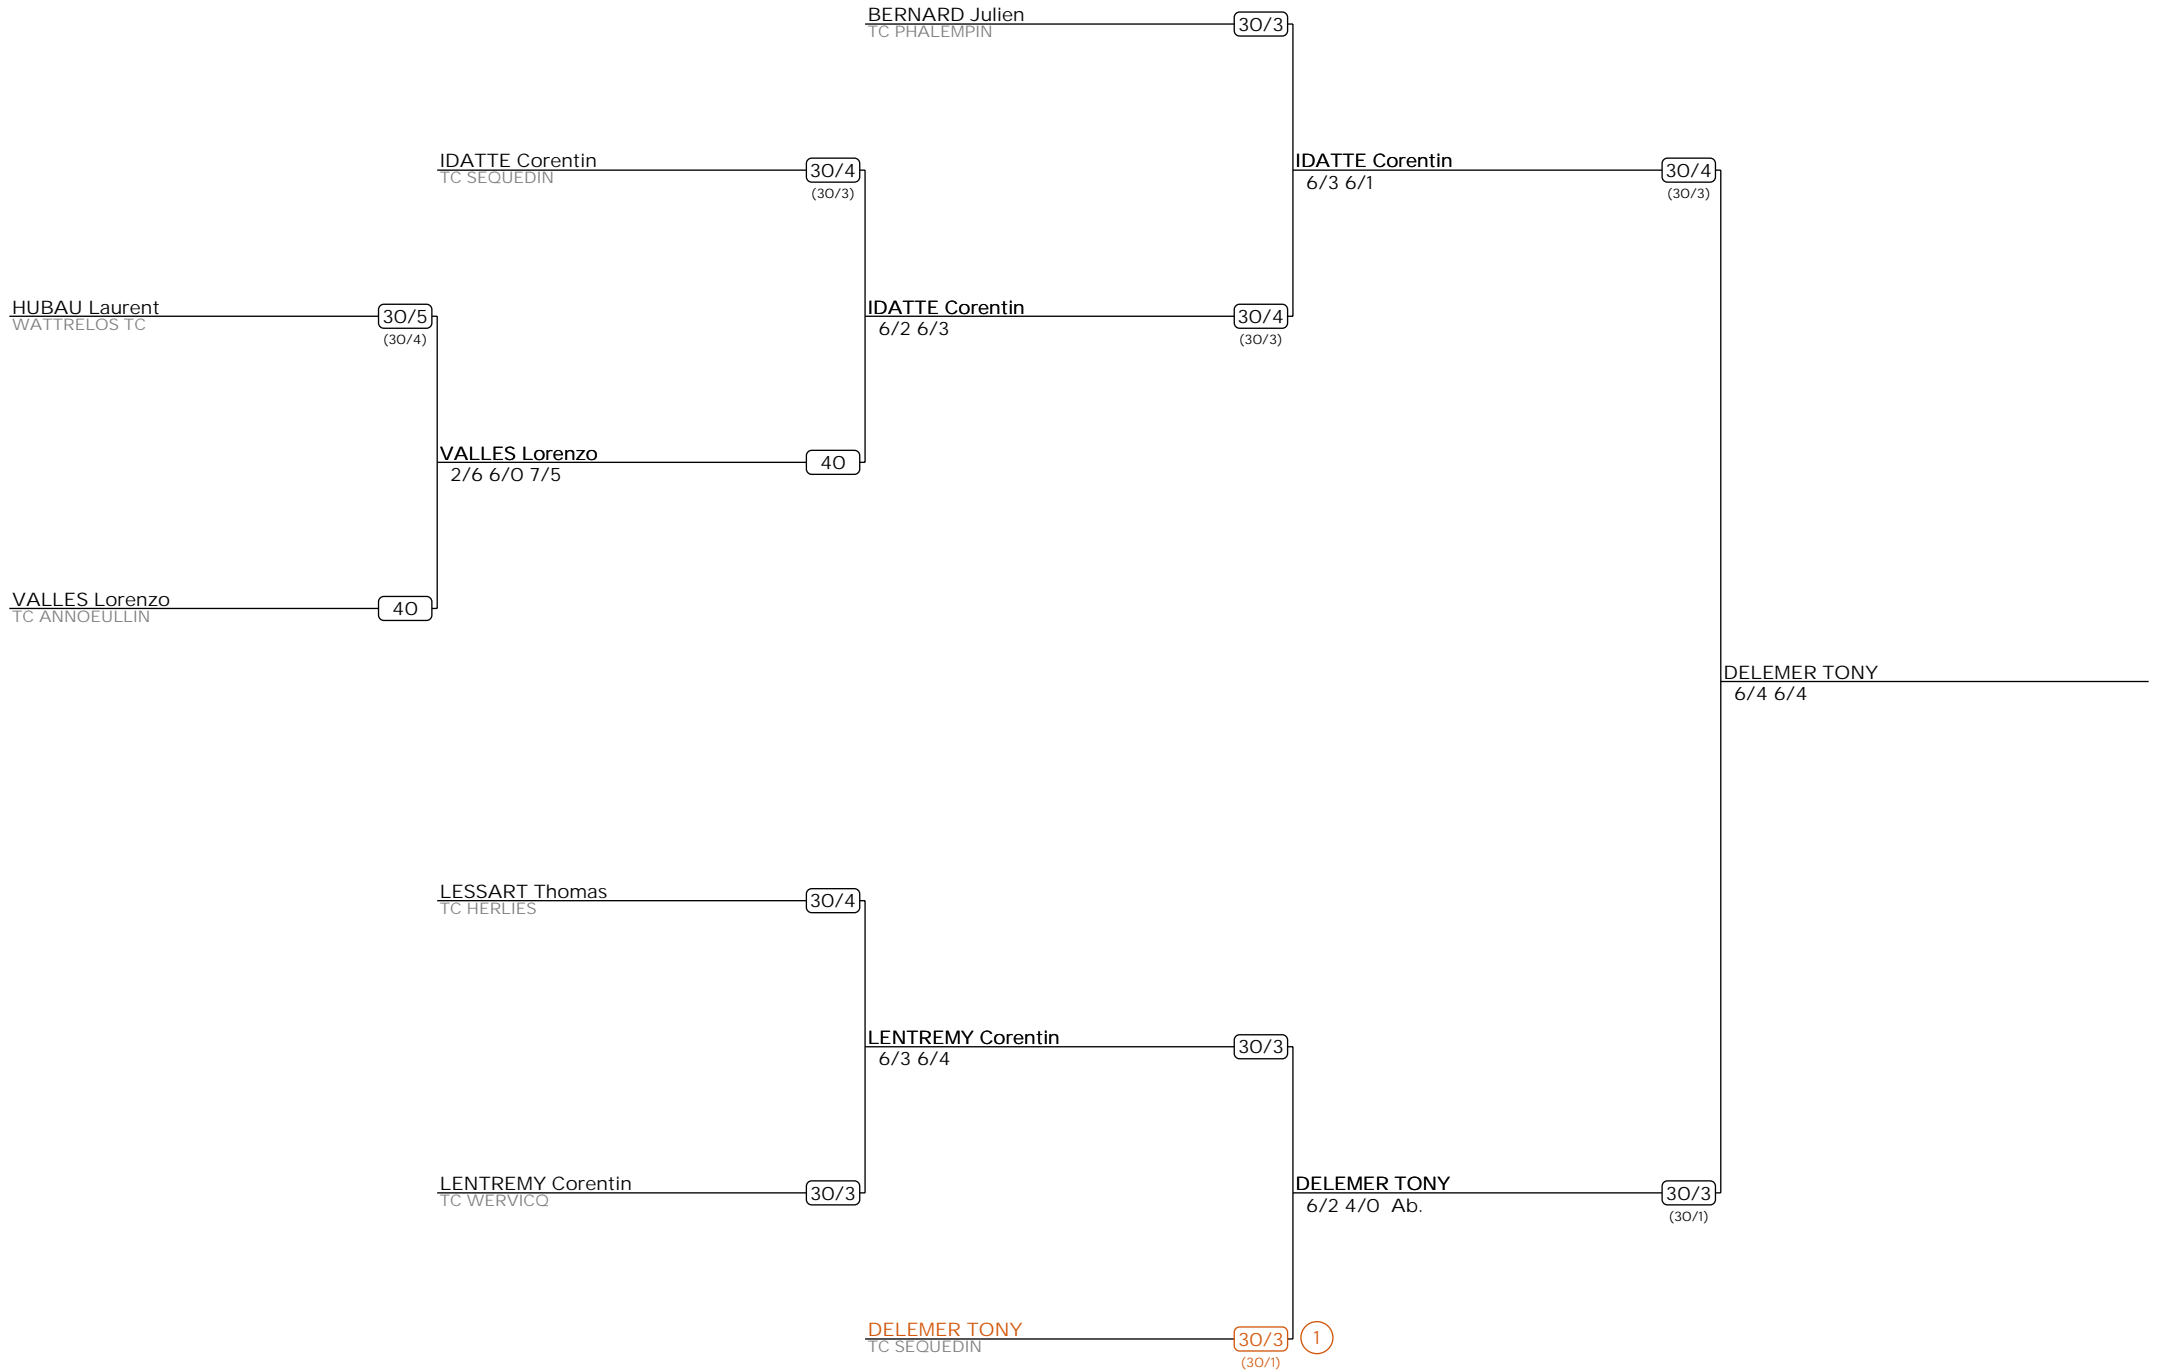 BERNARD Julien
TC PHALEMPIN
30/3
IDATTE Corentin
TC SEQUEDIN
30/4
(30/3)
IDATTE Corentin
6/3 6/1
30/4
(30/3)
HUBAU Laurent
WATTRELOS TC
30/5
(30/4)
IDATTE Corentin
6/2 6/3
30/4
(30/3)
VALLES Lorenzo
2/6 6/0 7/5
40
VALLES Lorenzo
TC ANNOEULLIN
40
DELEMER TONY
6/4 6/4
LESSART Thomas
TC HERLIES
30/4
LENTREMY Corentin
6/3 6/4
30/3
LENTREMY Corentin
TC WERVICQ
30/3
DELEMER TONY
6/2 4/0 Ab.
30/3
(30/1)
DELEMER TONY
TC SEQUEDIN
30/3
(30/1)
1